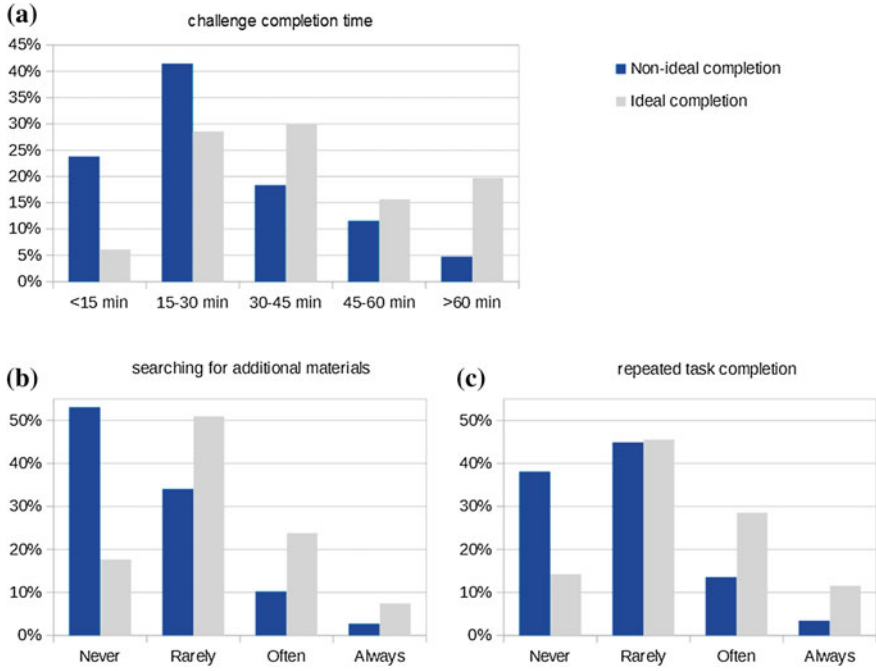 (a)
challenge completion time
45%
40%
35%
30%
25%
20%
15%
10%
5%
0%
<15 min 15-30 min 30-45 min 45-60 min >60 min
Non-ideal completion
Ideal completion
(b)
searching for additional materials
50%
40%
30%
20%
10%
0%
Never Rarely Often Always
(c)
repeated task completion
50%
40%
30%
20%
10%
0%
Never Rarely Often Always